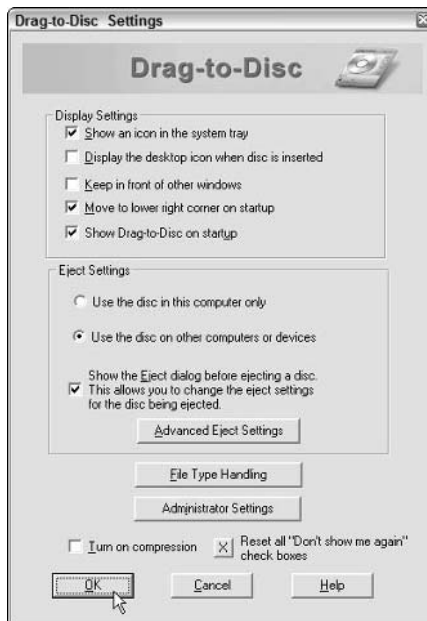 Drag-to-Disc Settings
Drag-to-Disc
Display Settings
Show an icon in the system tray
Display the desktop icon when disc is inserted
Keep in front of other windows
Move to lower right corner on startup
Show Drag-to-Disc on startup
Eject Settings
Use the disc in this computer only
Use the disc on other computers or devices
Show the Eject dialog before ejecting a disc.
This allows you to change the eject settings
for the disc being ejected.
Advanced Eject Settings
File Type Handling
Administrator Settings
Turn on compression
X
Reset all "Don't show me again"
check boxes
OK
Cancel
Help